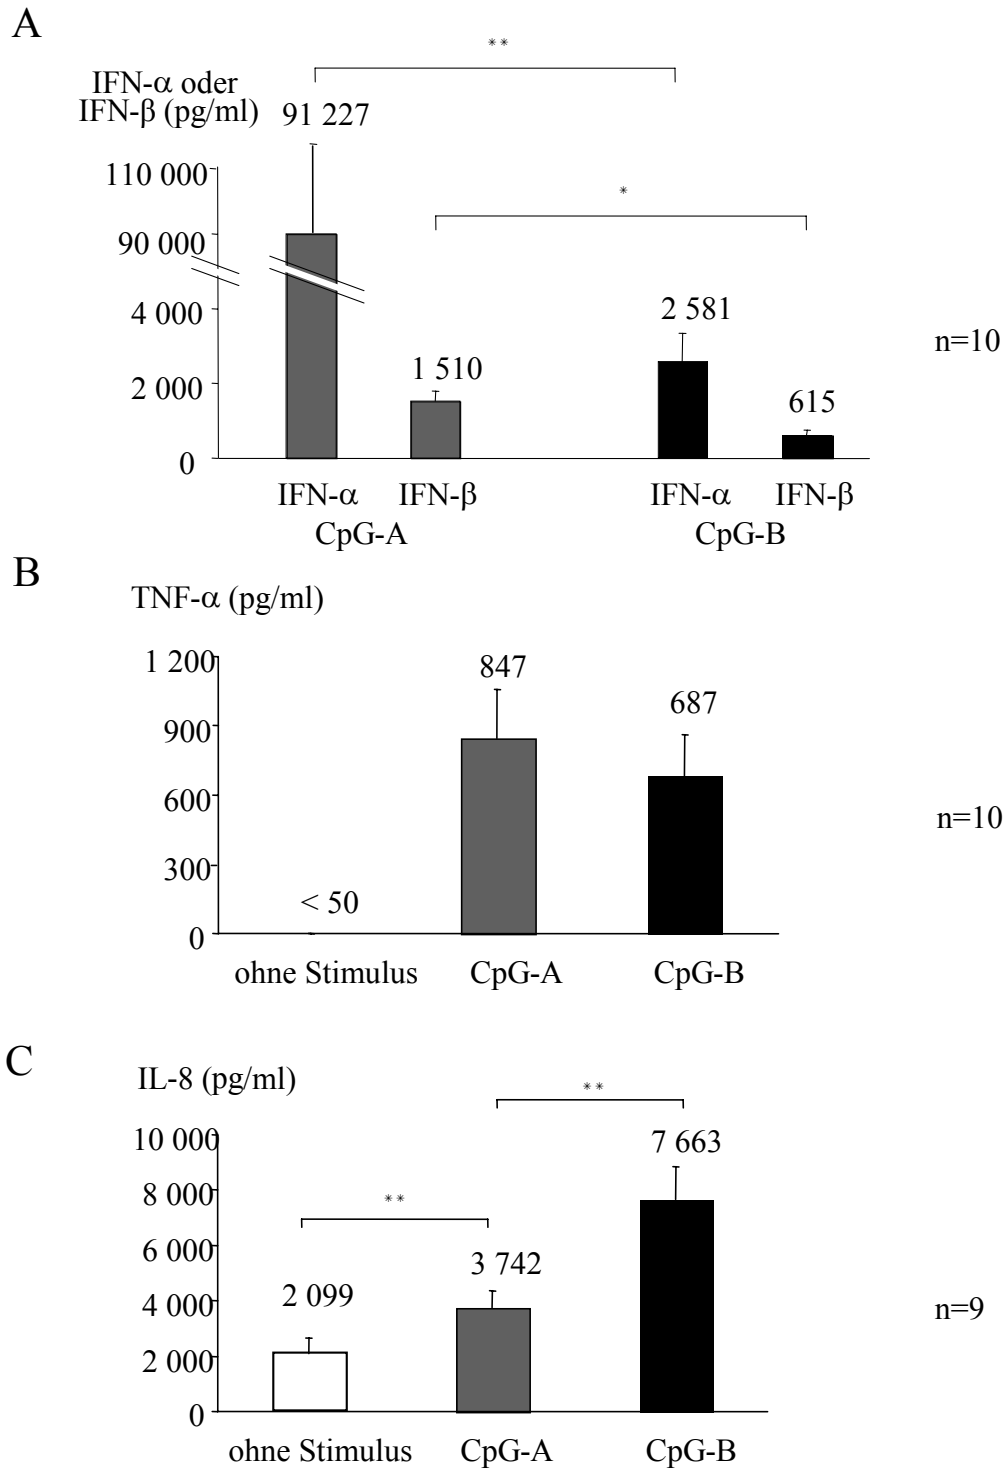 A
**
IFN-α oder
IFN-β (pg/ml)
91 227
110 000
*
90 000
4 000
2 581
n=10
1 510
2 000
615
0
IFN-α IFN-β IFN-α IFN-β
CpG-A CpG-B
B
TNF-α (pg/ml)
1 200
847
687
900
600
n=10
300
< 50
0
ohne Stimulus CpG-A CpG-B
C
IL-8 (pg/ml)
**
10 000
7 663
8 000
**
6 000
3 742
2 099
4 000
n=9
2 000
0
ohne Stimulus CpG-A CpG-B